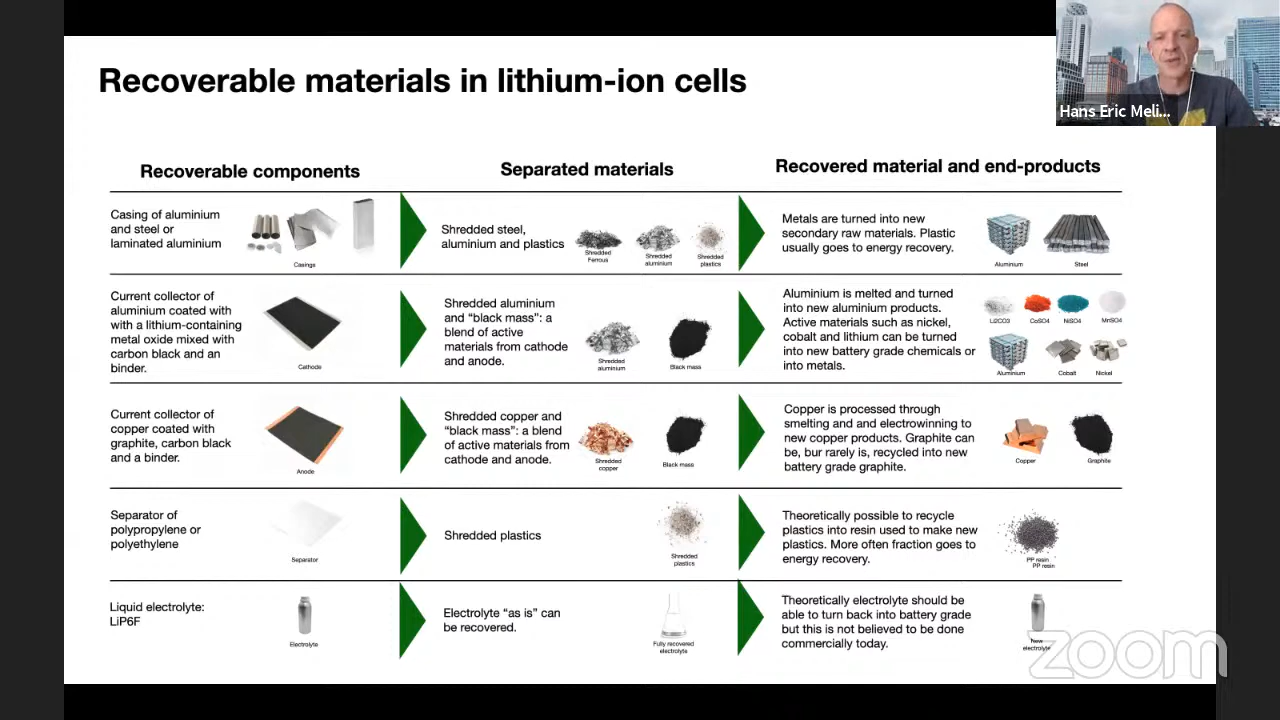 Recoverable materials in lithium-ion cells
Hans Eric Meli...
Recoverable components
Separated materials
Recovered material and end-products
Casing of aluminium
and steel or
laminated aluminium
Casings
Shredded steel,
aluminium and plastics
Shredded
Ferrous
Shredded
aluminium
Shredded
plastics
Metals are turned into new
secondary raw materials. Plastic
usually goes to energy recovery.
Aluminium
Steel
Current collector of
aluminium coated with
with a lithium-containing
metal oxide mixed with
carbon black and an
binder.
Cathode
Shredded aluminium
and “black mass”: a
blend of active
materials from cathode
and anode.
Shredded
aluminium
Black mass
Aluminium is melted and turned
into new aluminium products.
Active materials such as nickel,
cobalt and lithium can be turned
into new battery grade chemicals or
into metals.
Li2CO3
CoSO4
NiSO4
MnSO4
Aluminium
Cobalt
Nickel
Current collector of
copper coated with
graphite, carbon black
and a binder.
Anode
Shredded copper and
“black mass”: a blend
of active materials from
cathode and anode.
Shredded
copper
Black mass
Copper is processed through
smelting and and electrowinning to
new copper products. Graphite can
be, bur rarely is, recycled into new
battery grade graphite.
Copper
Graphite
Separator of
polypropylene or
polyethylene
Separator
Shredded plastics
Shredded
plastics
Theoretically possible to recycle
plastics into resin used to make new
plastics. More often fraction goes to
energy recovery.
PP resin
PP resin
Liquid electrolyte:
LiP6F
Electrolyte
Electrolyte “as is” can
be recovered.
Fully recovered
electrolyte
Theoretically electrolyte should be
able to turn back into battery grade
but this is not believed to be done
commercially today.
New
electrolyte
zoom